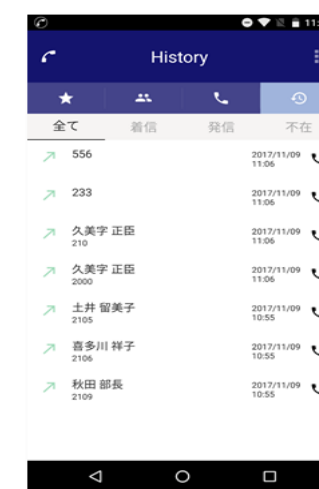 11:
History
全て 着信 発信 不在
556 2017/11/09
11:06
233 2017/11/09
11:06
久美字 正臣 2017/11/09
210 11:06
久美字 正臣 2017/11/09
2000 11:06
土井 留美子 2017/11/09
2105 10:55
喜多川 祥子 2017/11/09
2106 10:55
秋田 部長 2017/11/09
2109 10:55